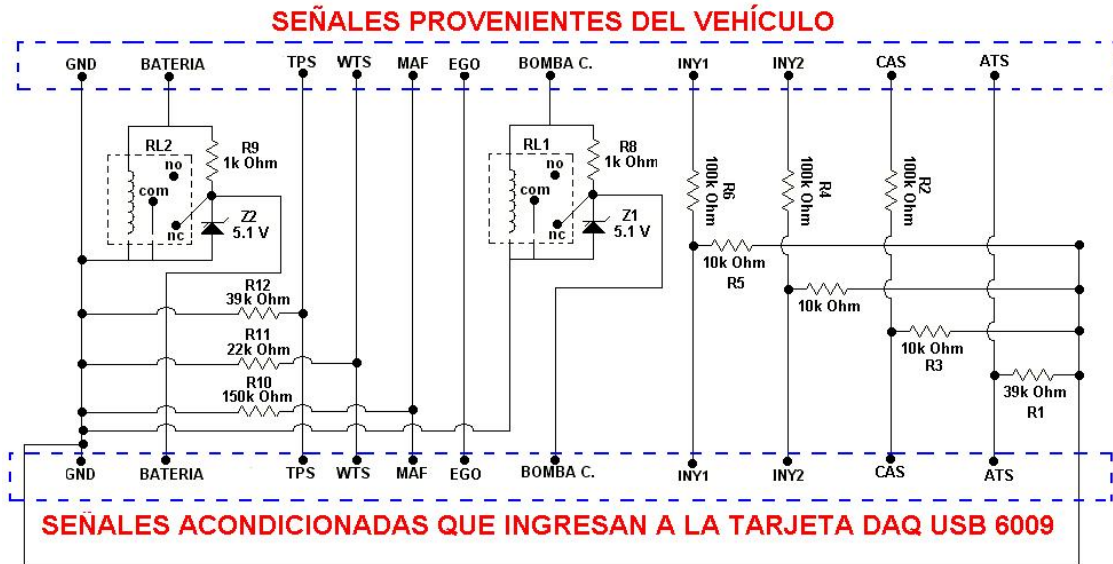 SEÑALES PROVENIENTES DEL VEHÍCULO
GND BATERIA TPS WTS MAF EGO BOMBA C. INY1 INY2 CAS ATS
RL2
no
com
nc
R9
1k Ohm
Z2
5.1 V
RL1
no
com
nc
R8
1k Ohm
Z1
5.1 V
R6
100k Ohm
R4
100k Ohm
R2
100k Ohm
10k Ohm
R5
10k Ohm
10k Ohm
R3
39k Ohm
R1
R12
39k Ohm
R11
22k Ohm
R10
150k Ohm
GND BATERIA TPS WTS MAF EGO BOMBA C. INY1 INY2 CAS ATS
SEÑALES ACONDICIONADAS QUE INGRESAN A LA TARJETA DAQ USB 6009